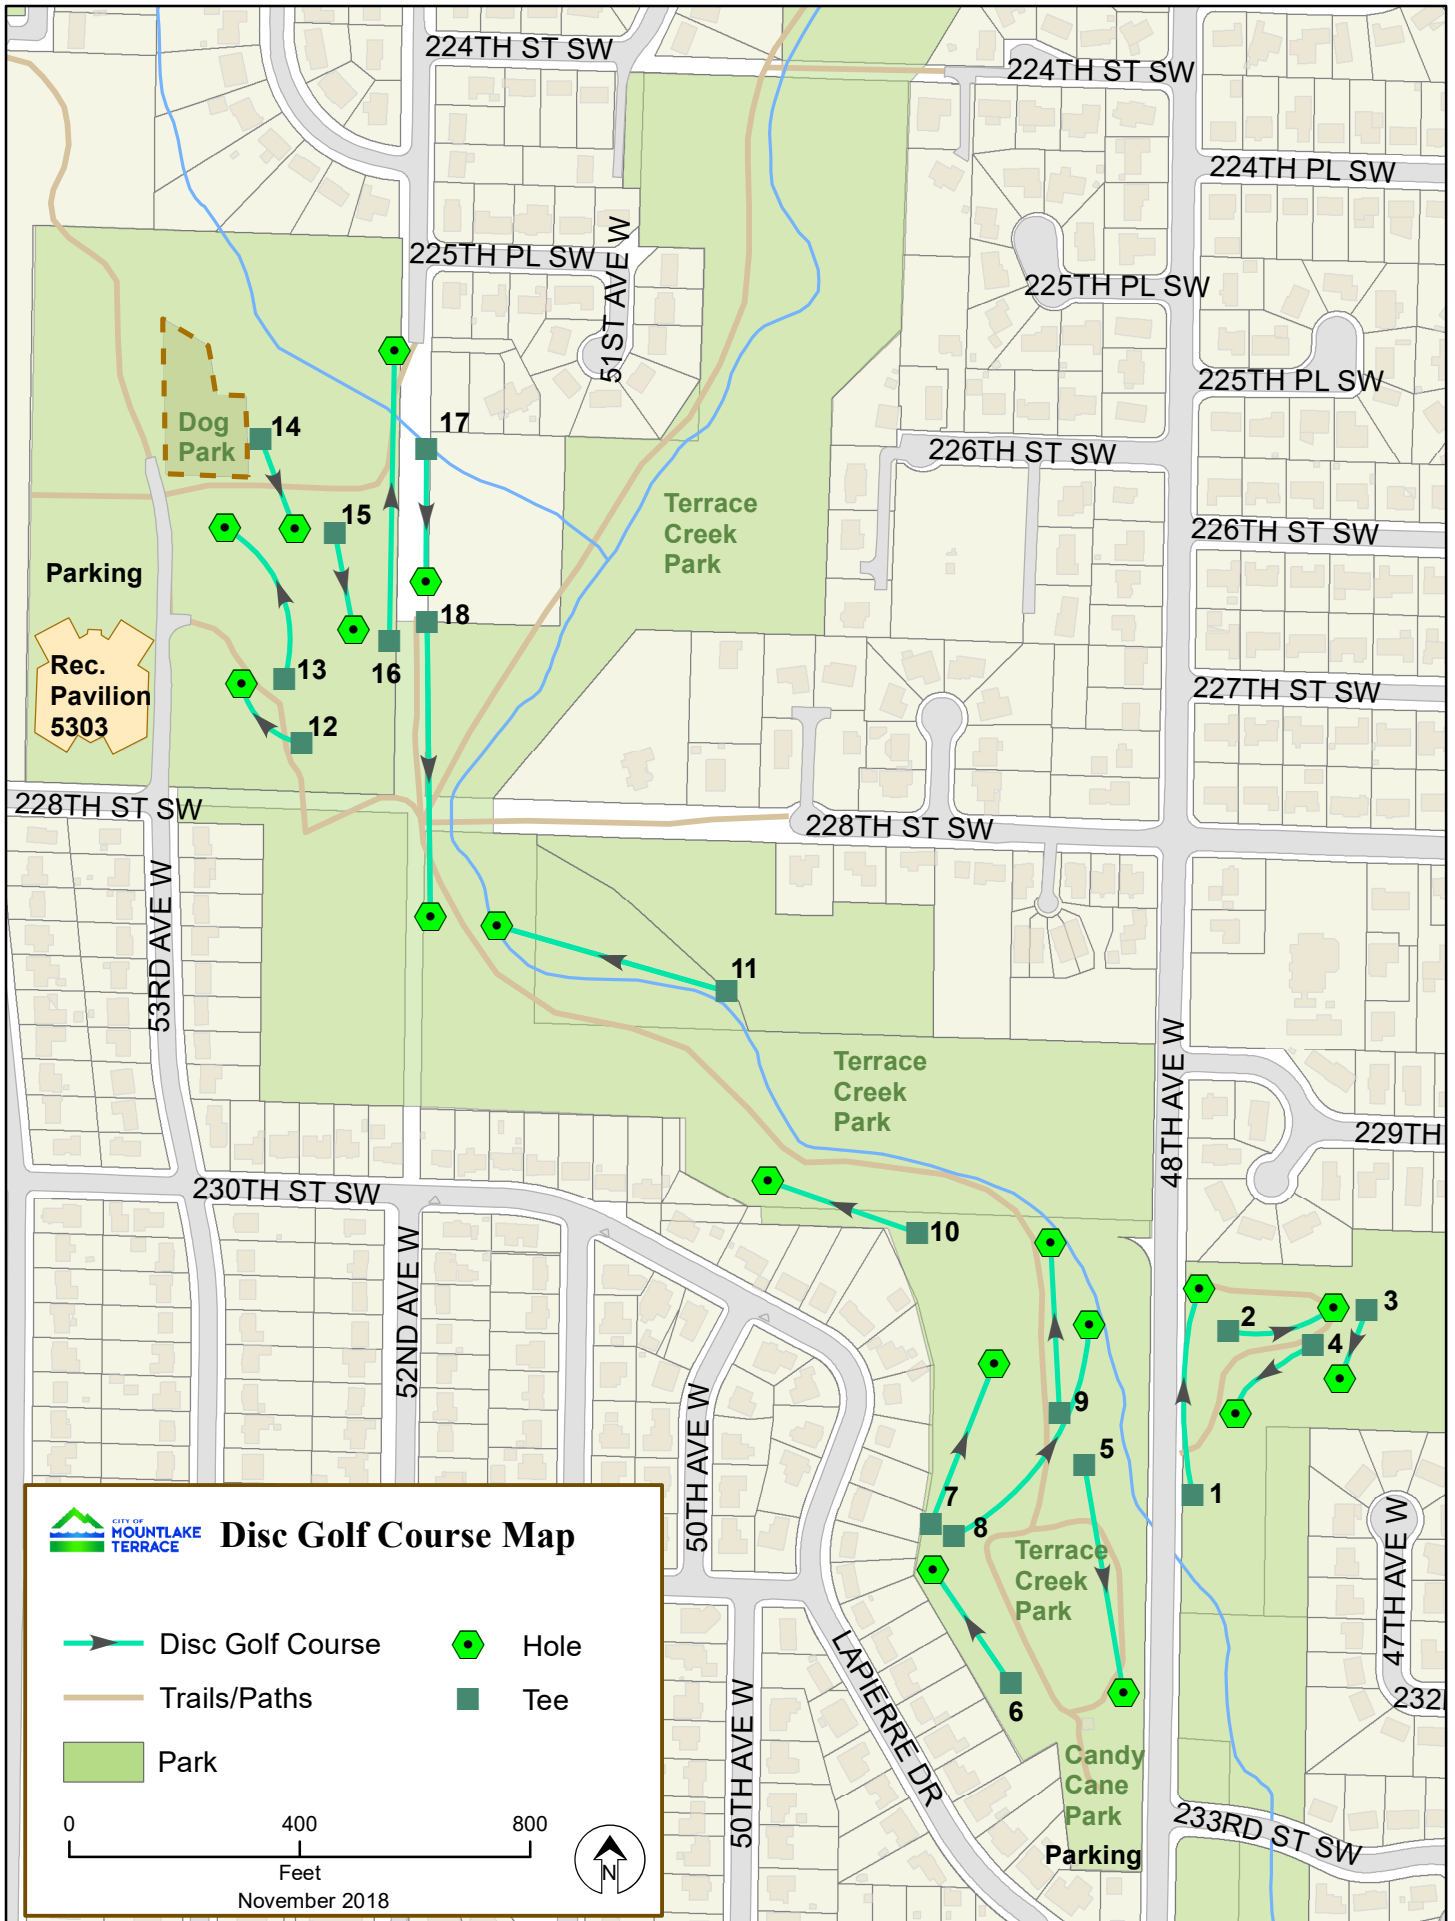 224TH ST SW
224TH ST SW
224TH PL SW
225TH PL SW
51ST AVE W
225TH PL SW
225TH PL SW
Dog
Park
14
17
226TH ST SW
Terrace
Creek
Park
15
226TH ST SW
Parking
18
Rec.
Pavilion
5303
13
16
12
227TH ST SW
228TH ST SW
228TH ST SW
53RD AVE W
11
Terrace
Creek
Park
48TH AVE W
229TH
230TH ST SW
10
52ND AVE W
2
3
4
9
5
50TH AVE W
7
8
1
Terrace
Creek
Park
47TH AVE W
6
LAPIERRE DR
232
50TH AVE W
Candy
Cane
Park
Parking
233RD ST SW
CITY OF
MOUNTLAKE
TERRACE
Disc Golf Course Map
Disc Golf Course
Hole
Trails/Paths
Tee
Park
0 400 800
Feet
November 2018
N